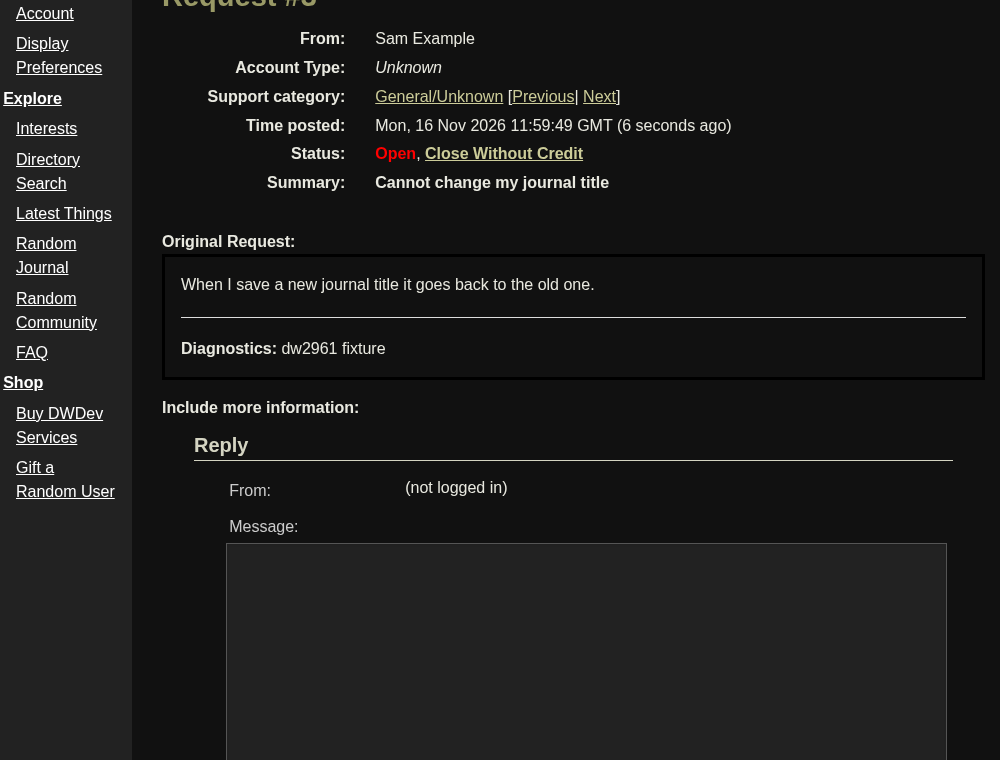 Account
Display
Preferences
Explore
Interests
Directory
Search
Latest Things
Random
Journal
Random
Community
FAQ
Shop
Buy DWDev
Services
Gift a
Random User
Request #3
From: Sam Example
Account Type: Unknown
Support category: General/Unknown [Previous| Next]
Time posted: Mon, 16 Nov 2026 11:59:49 GMT (6 seconds ago)
Status: Open, Close Without Credit
Summary: Cannot change my journal title
Original Request:
When I save a new journal title it goes back to the old one.
Diagnostics: dw2961 fixture
Include more information:
Reply
From: (not logged in)
Message: